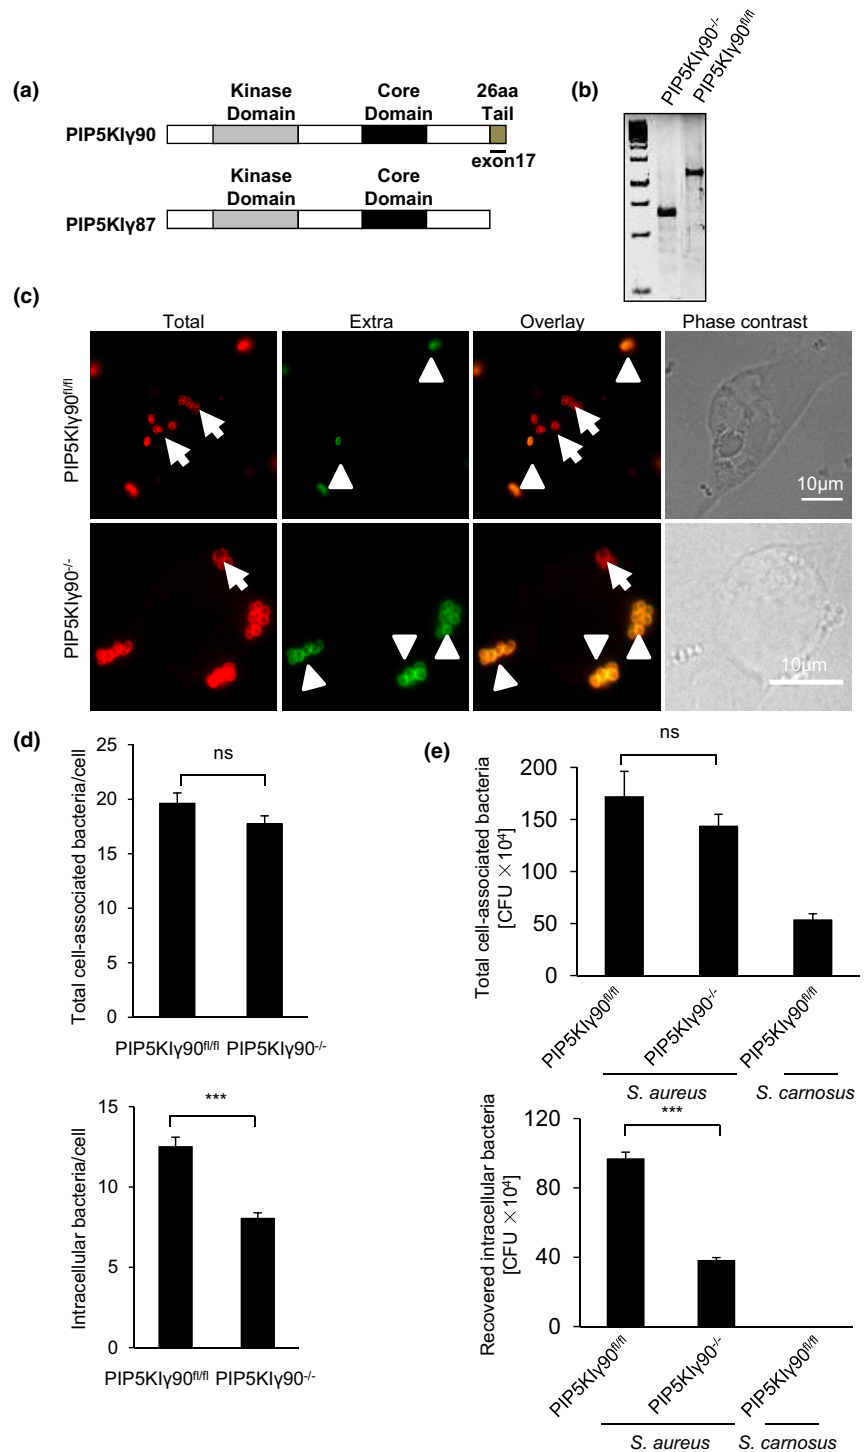 (a)
Kinase Domain
Core Domain
26aa Tail
PIP5KIγ90
exon17
Kinase Domain
Core Domain
PIP5KIγ87
(b)
PIP5KIγ90-/-
PIP5KIγ90fl/fl
(c)
Total
Extra
Overlay
Phase contrast
PIP5KIγ90fl/fl
10μm
PIP5KIγ90-/-
10μm
(d)
Total cell-associated bacteria/cell
25
20
15
10
5
0
ns
PIP5KIγ90fl/fl PIP5KIγ90-/-
Intracellular bacteria/cell
15
10
5
0
***
PIP5KIγ90fl/fl PIP5KIγ90-/-
(e)
Total cell-associated bacteria
[CFU ×10⁴]
200
150
100
50
0
ns
PIP5KIγ90fl/fl
PIP5KIγ90-/-
PIP5KIγ90fl/fl
S. aureus
S. carnosus
Recovered intracellular bacteria
[CFU ×10⁴]
120
80
40
0
***
PIP5KIγ90fl/fl
PIP5KIγ90-/-
PIP5KIγ90fl/fl
S. aureus
S. carnosus